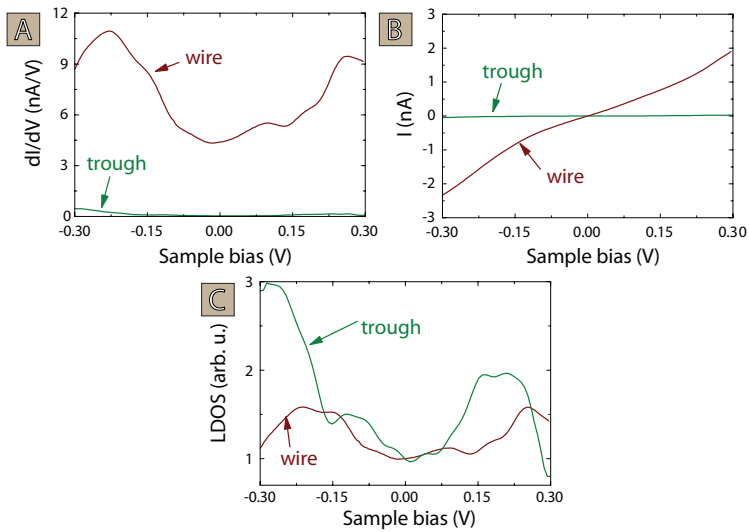 A
dI/dV (nA/V)
12
9
6
3
0
wire
trough
-0.30 -0.15 0.00 0.15 0.30
Sample bias (V)
B
I (nA)
3
2
1
0
-1
-2
-3
trough
wire
-0.30 -0.15 0.00 0.15 0.30
Sample bias (V)
C
LDOS (arb. u.)
3
2
1
trough
wire
-0.30 -0.15 0.00 0.15 0.30
Sample bias (V)